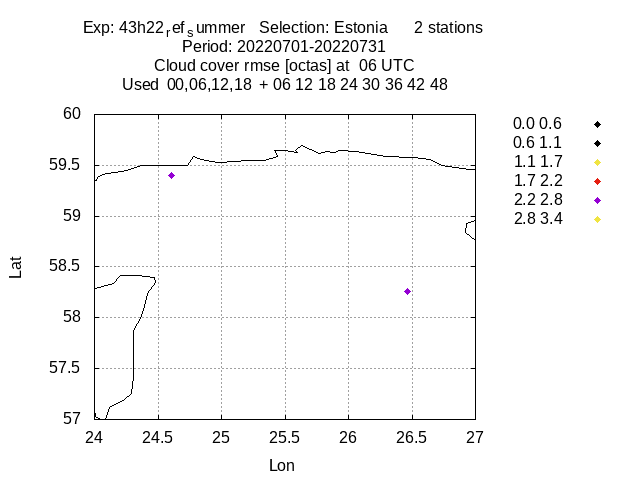 Exp: 43h22refsummer   Selection: Estonia      2 stations
Period: 20220701-20220731
Cloud cover rmse [octas] at  06 UTC
Used  00,06,12,18  + 06 12 18 24 30 36 42 48
60
59.5
59
58.5
58
57.5
57
Lat
24 24.5 25 25.5 26 26.5 27
Lon
0.0 0.6
0.6 1.1
1.1 1.7
1.7 2.2
2.2 2.8
2.8 3.4